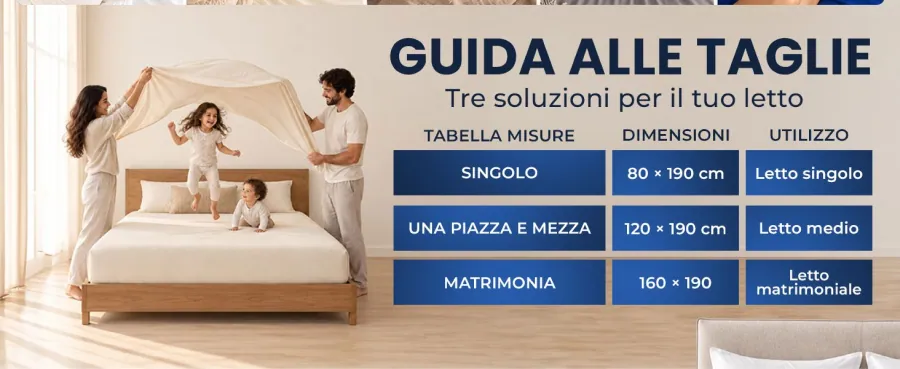 GUIDA ALLE TAGLIE
Tre soluzioni per il tuo letto
TABELLA MISURE DIMENSIONI UTILIZZO
SINGOLO 80 × 190 cm Letto singolo
UNA PIAZZA E MEZZA 120 × 190 cm Letto medio
MATRIMONIA 160 × 190 Letto
matrimoniale